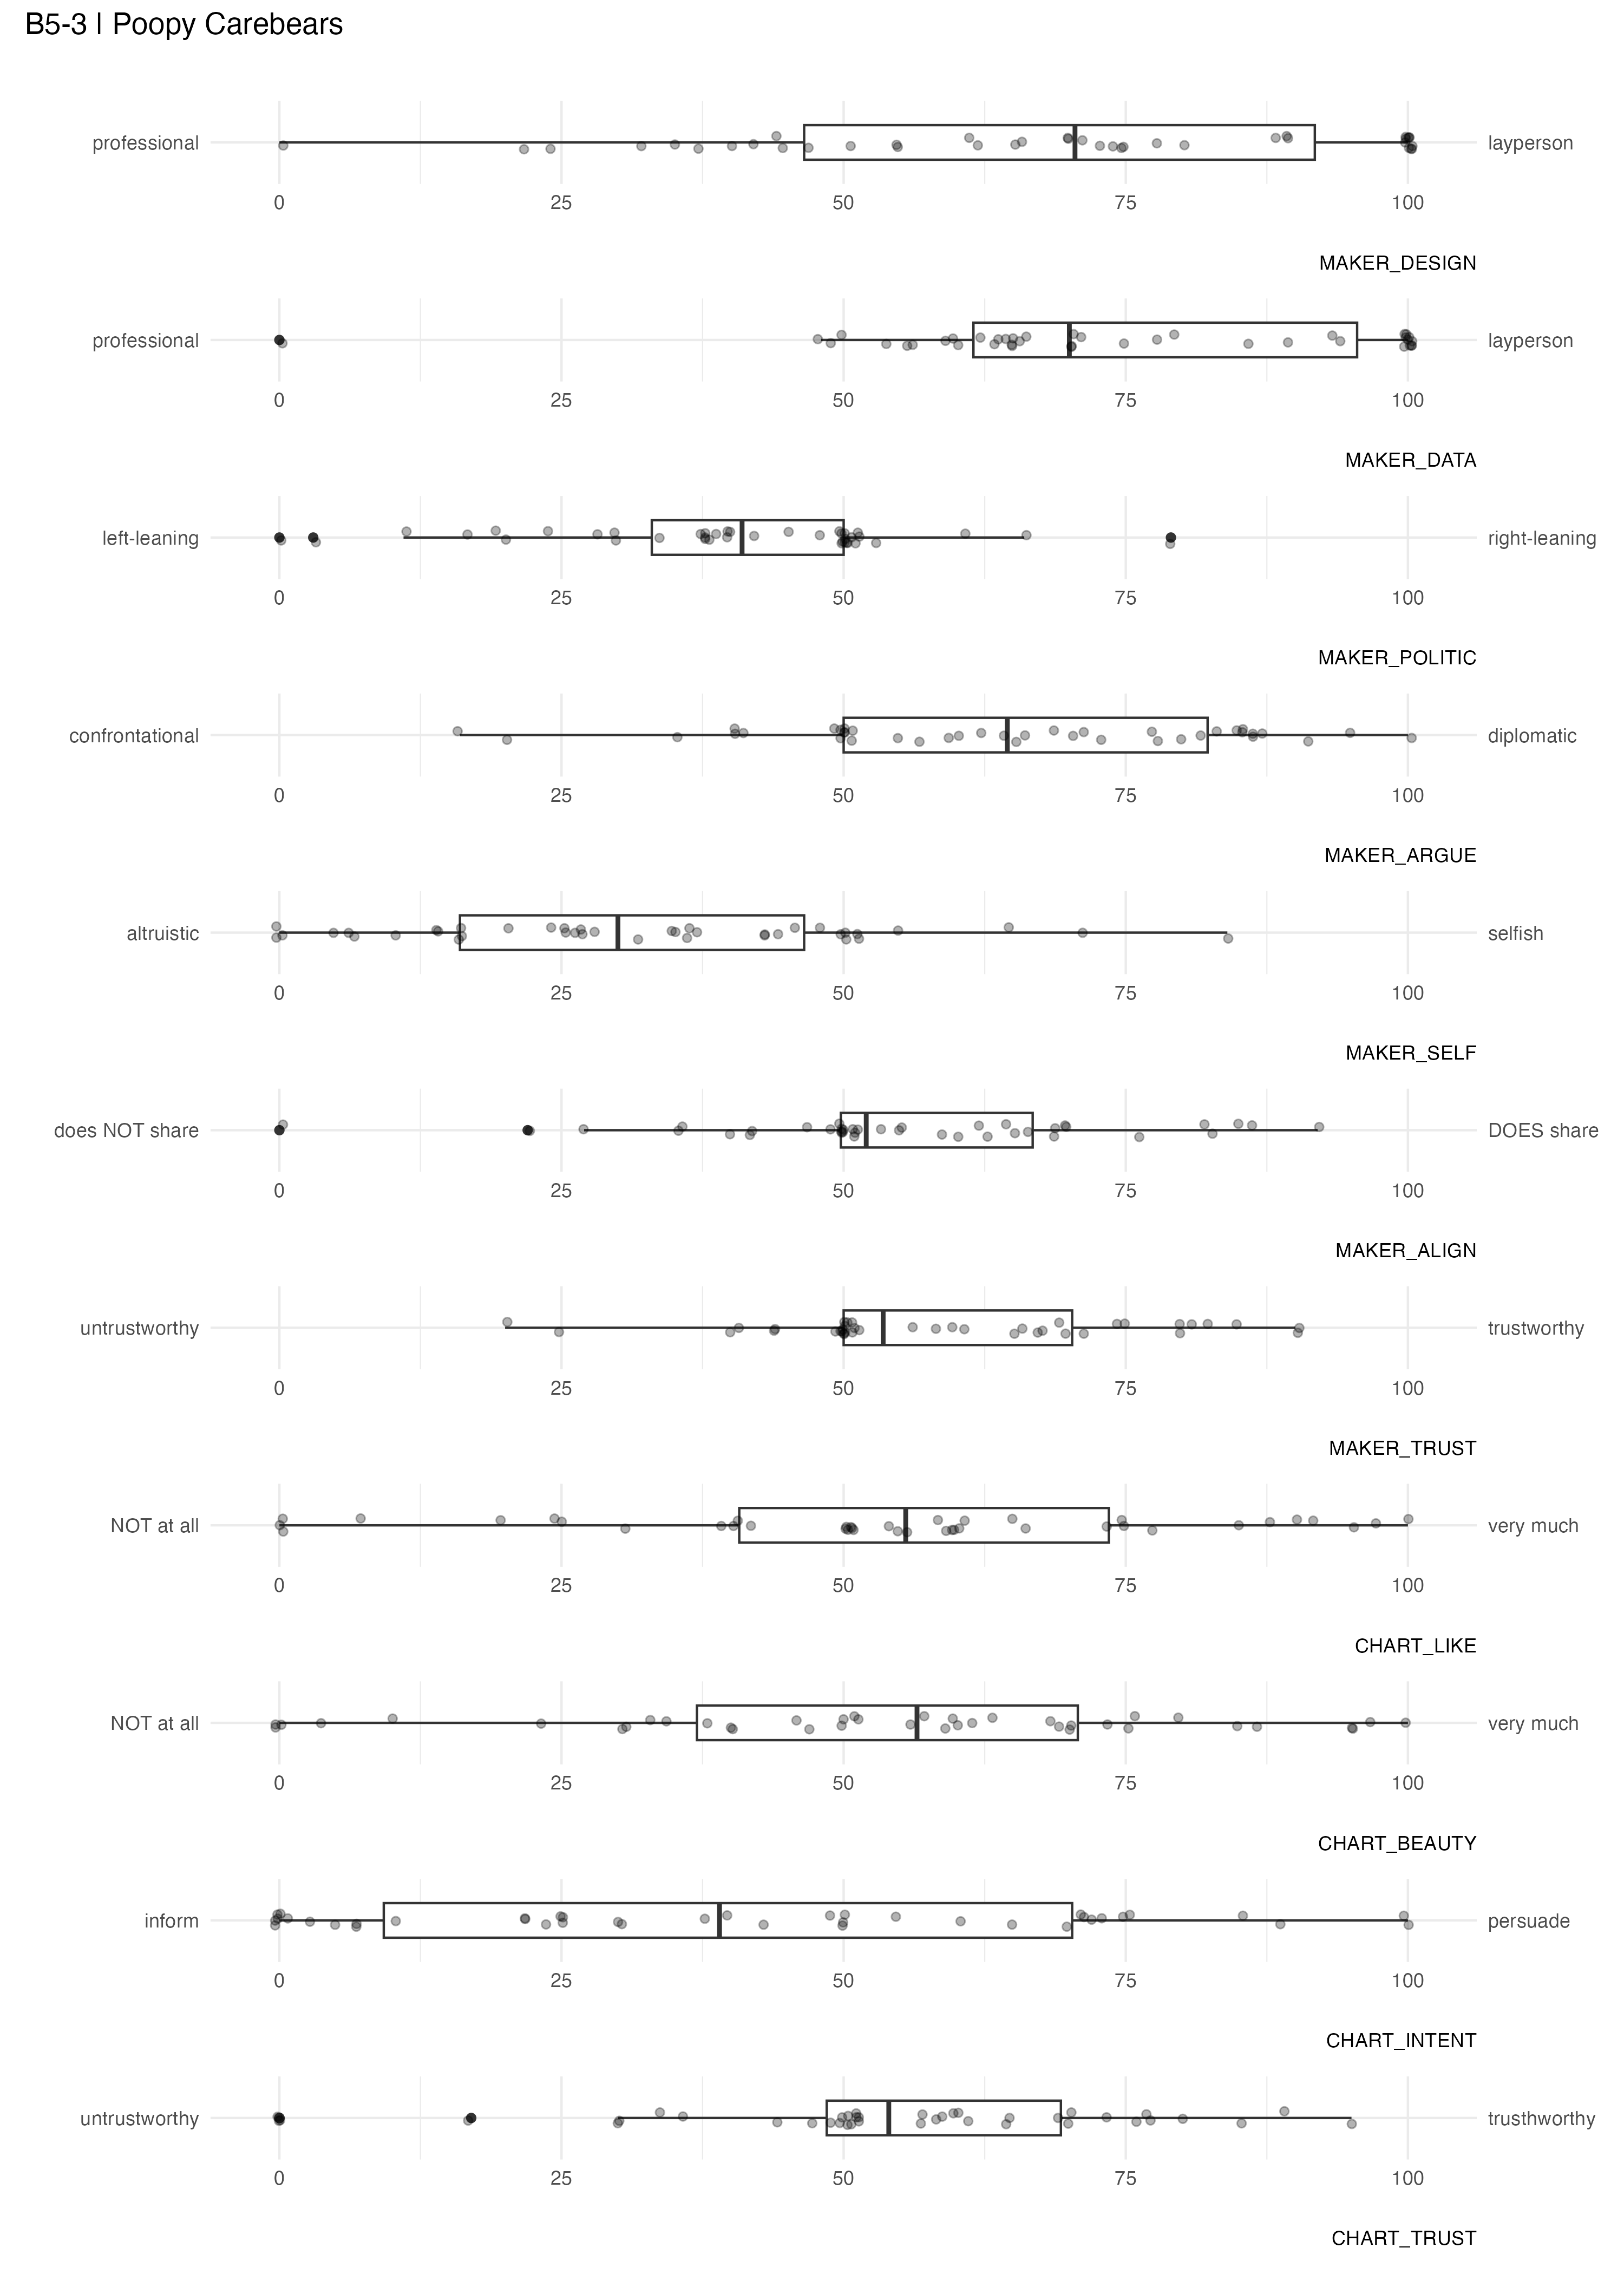 B5-3 | Poopy Carebears
professional layperson
0 25 50 75 100
MAKER_DESIGN
professional layperson
0 25 50 75 100
MAKER_DATA
left-leaning right-leaning
0 25 50 75 100
MAKER_POLITIC
confrontational diplomatic
0 25 50 75 100
MAKER_ARGUE
altruistic selfish
0 25 50 75 100
MAKER_SELF
does NOT share DOES share
0 25 50 75 100
MAKER_ALIGN
untrustworthy trustworthy
0 25 50 75 100
MAKER_TRUST
NOT at all very much
0 25 50 75 100
CHART_LIKE
NOT at all very much
0 25 50 75 100
CHART_BEAUTY
inform persuade
0 25 50 75 100
CHART_INTENT
untrustworthy trusthworthy
0 25 50 75 100
CHART_TRUST